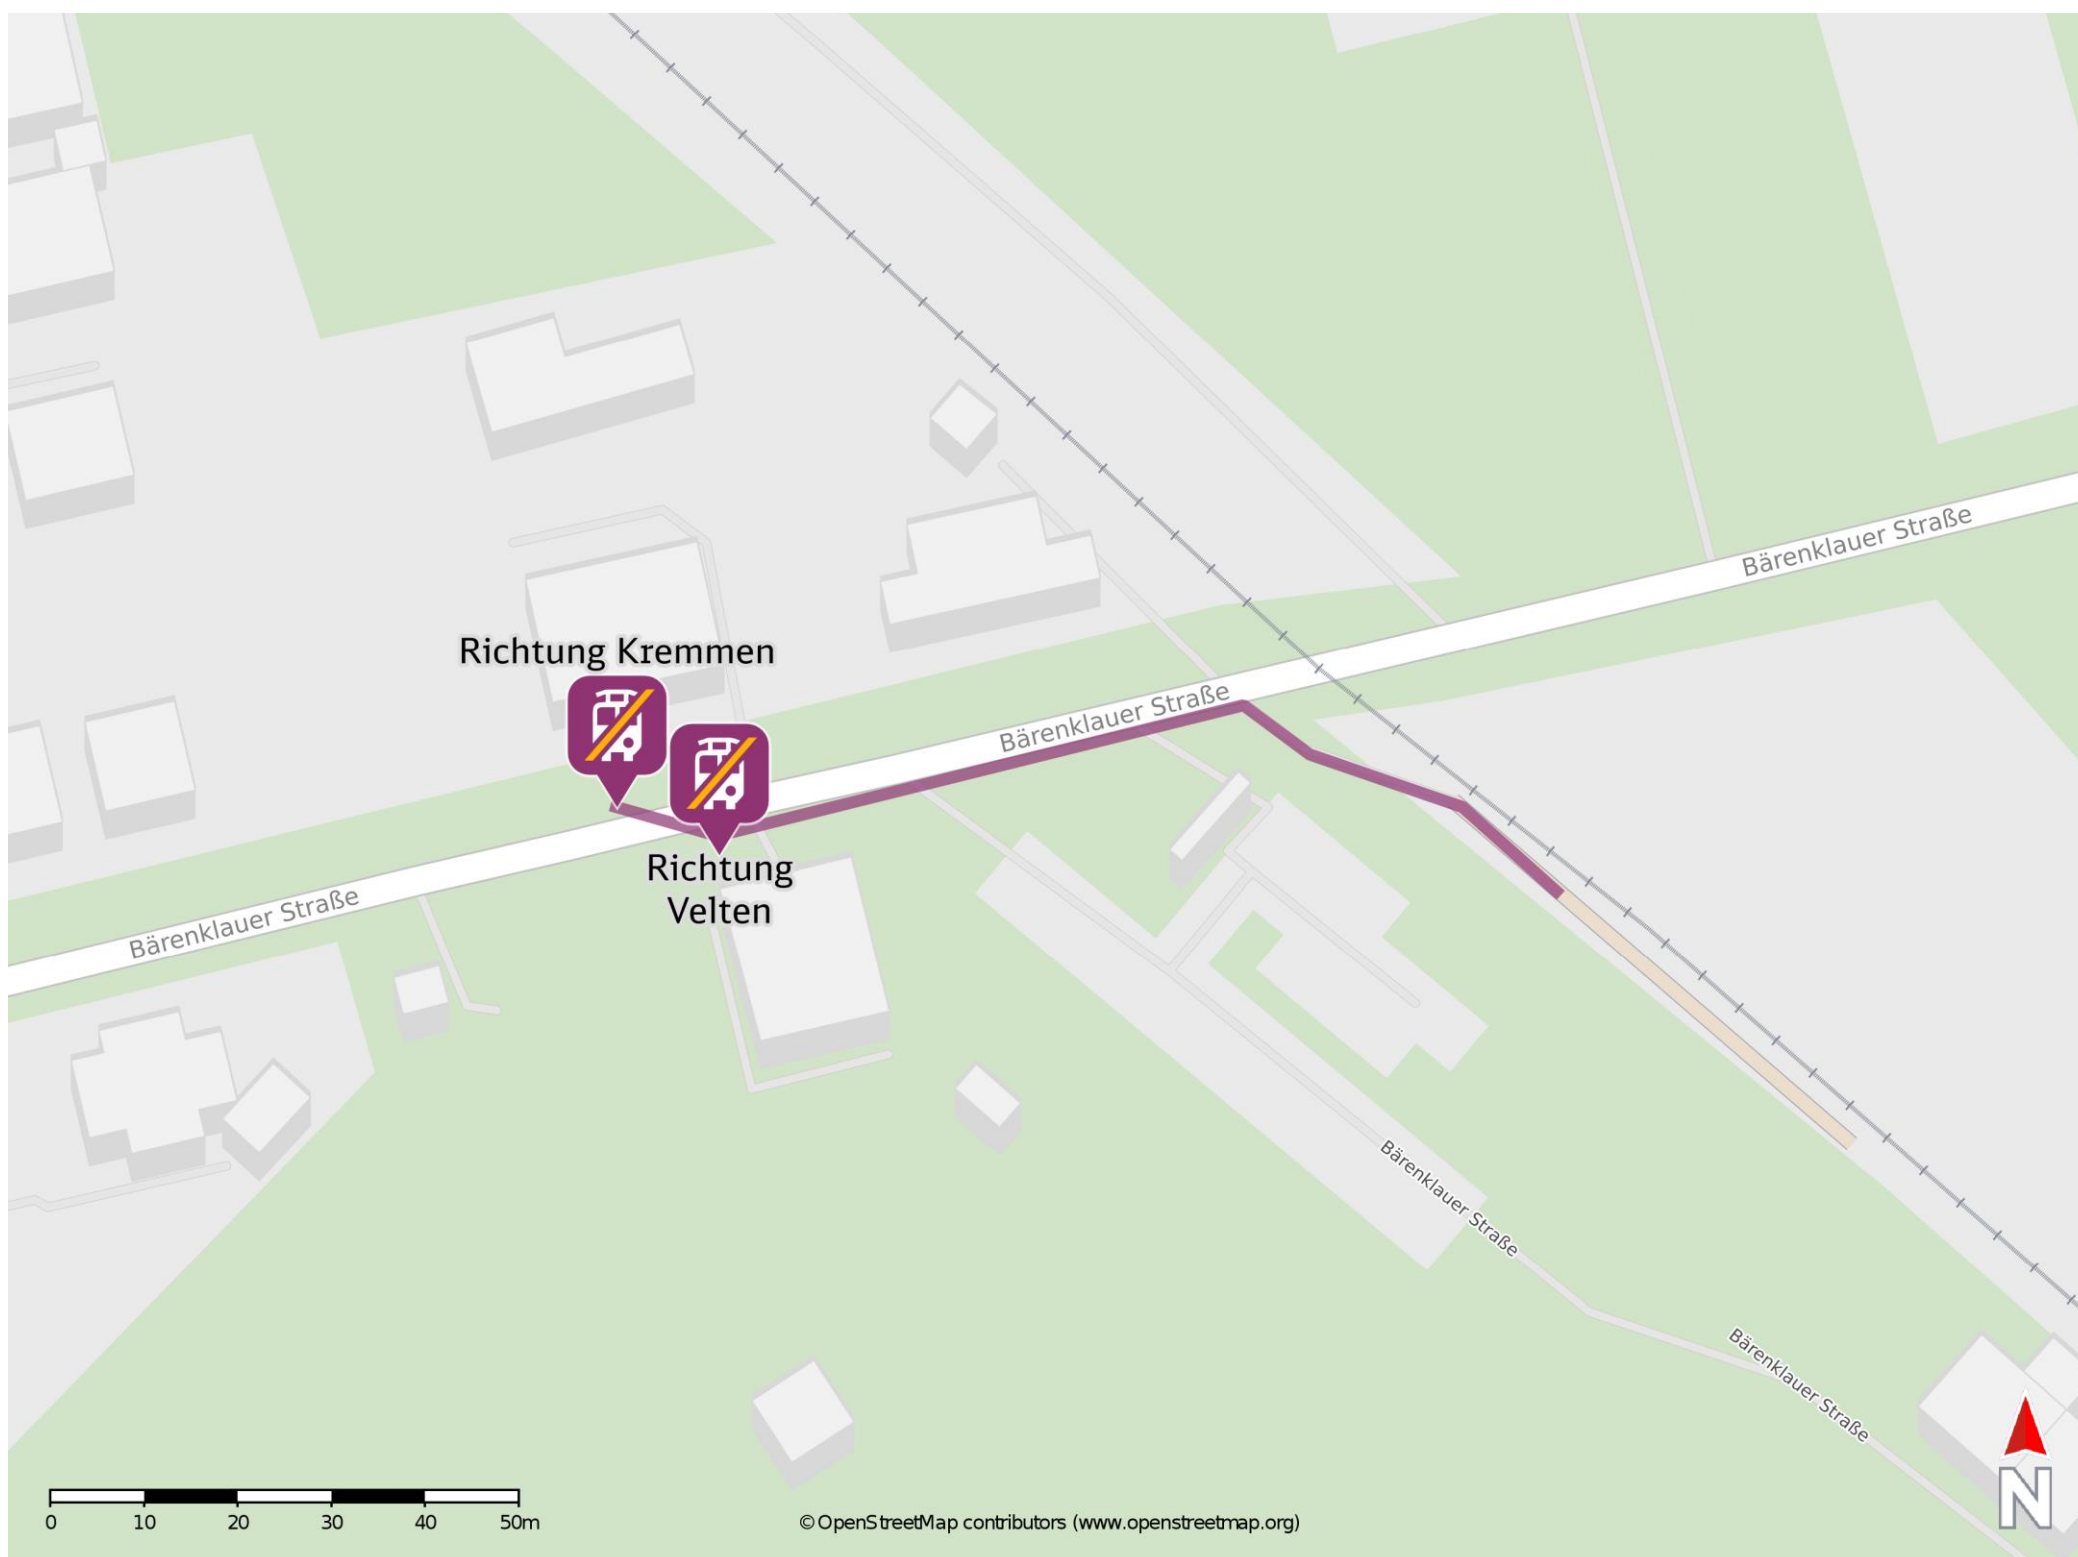 Bärenklauer Straße
Richtung Kremmen
Bärenklauer Straße
Richtung
Velten
Bärenklauer Straße
Bärenklauer Straße
Bärenklauer Straße
N
0 10 20 30 40 50m
© OpenStreetMap contributors (www.openstreetmap.org)